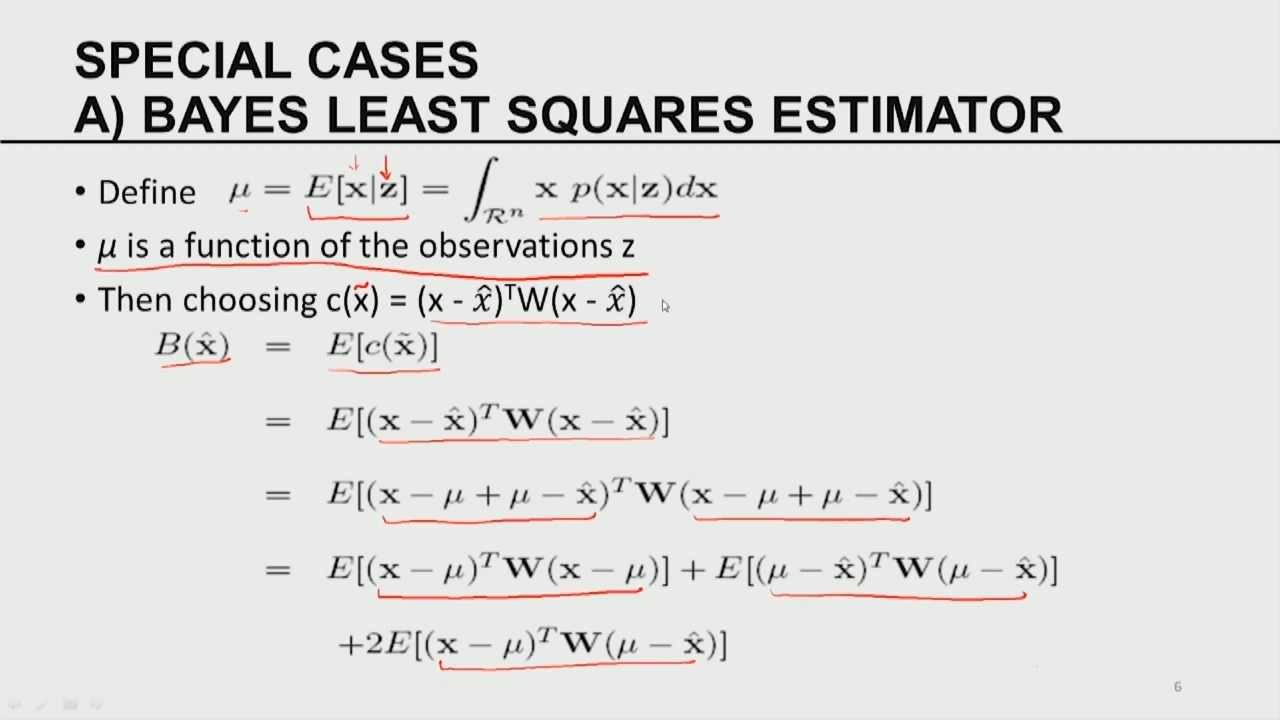 SPECIAL CASES
A) BAYES LEAST SQUARES ESTIMATOR
• Define μ = E[x|z] = ∫_{ℛⁿ} x p(x|z)dx
• μ is a function of the observations z
• Then choosing c(x̃) = (x - x̂)ᵀW(x - x̂)
B(x̂) = E[c(x̃)]
= E[(x − x̂)ᵀW(x − x̂)]
= E[(x − μ + μ − x̂)ᵀW(x − μ + μ − x̂)]
= E[(x − μ)ᵀW(x − μ)] + E[(μ − x̂)ᵀW(μ − x̂)]
+2E[(x − μ)ᵀW(μ − x̂)]
6